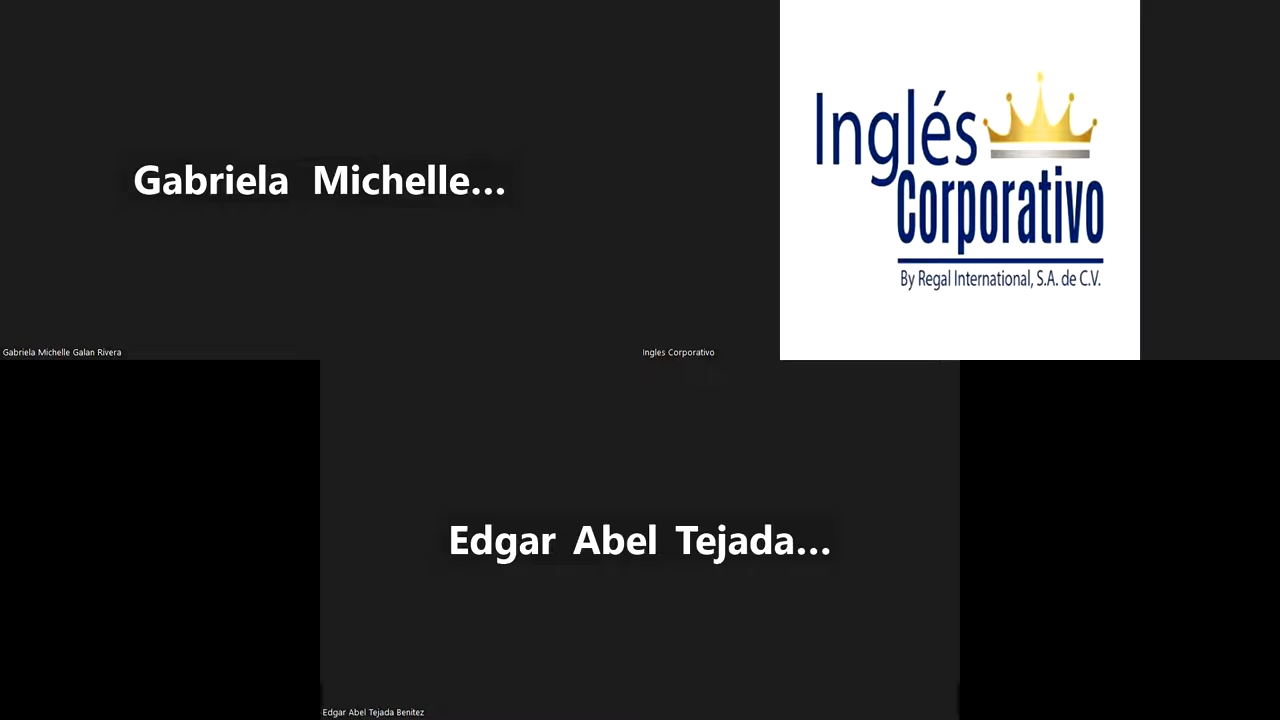 Gabriela Michelle...
Inglés
Corporativo
By Regal International, S.A. de C.V.
Gabriela Michelle Galan Rivera
Ingles Corporativo
Edgar Abel Tejada...
Edgar Abel Tejada Benitez